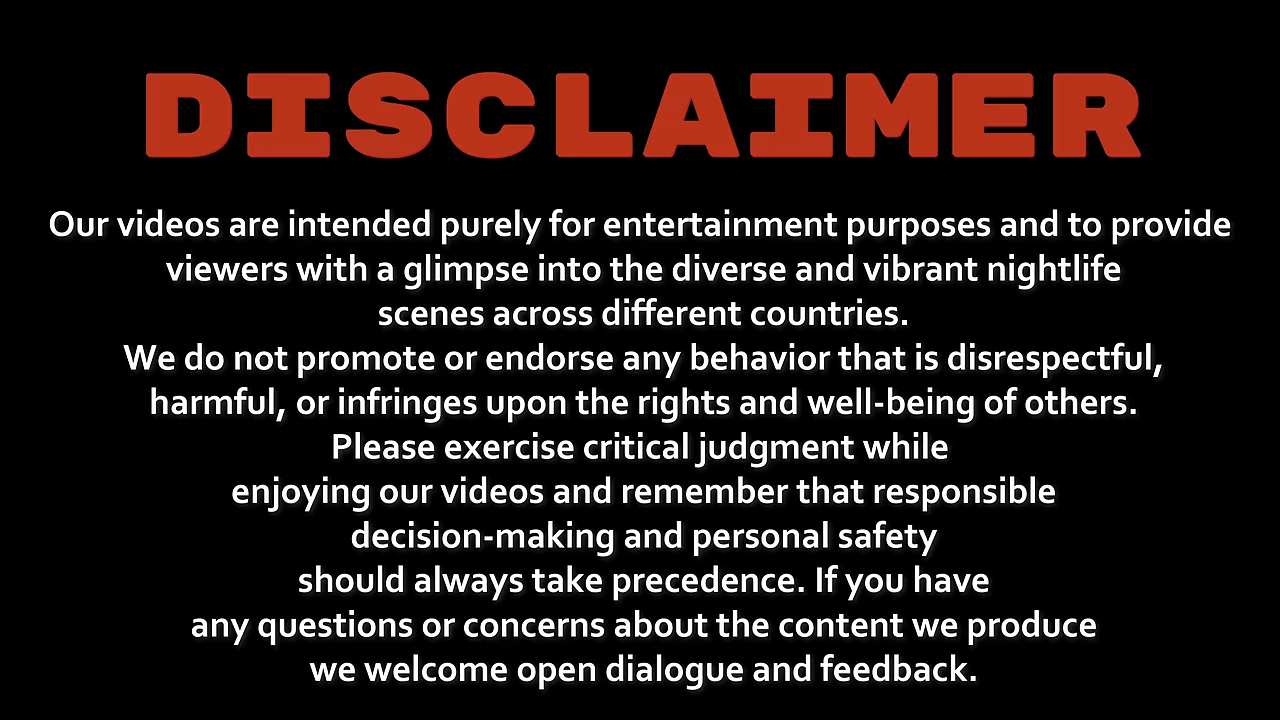 DISCLAIMER
Our videos are intended purely for entertainment purposes and to provide
viewers with a glimpse into the diverse and vibrant nightlife
scenes across different countries.
We do not promote or endorse any behavior that is disrespectful,
harmful, or infringes upon the rights and well-being of others.
Please exercise critical judgment while
enjoying our videos and remember that responsible
decision-making and personal safety
should always take precedence. If you have
any questions or concerns about the content we produce
we welcome open dialogue and feedback.